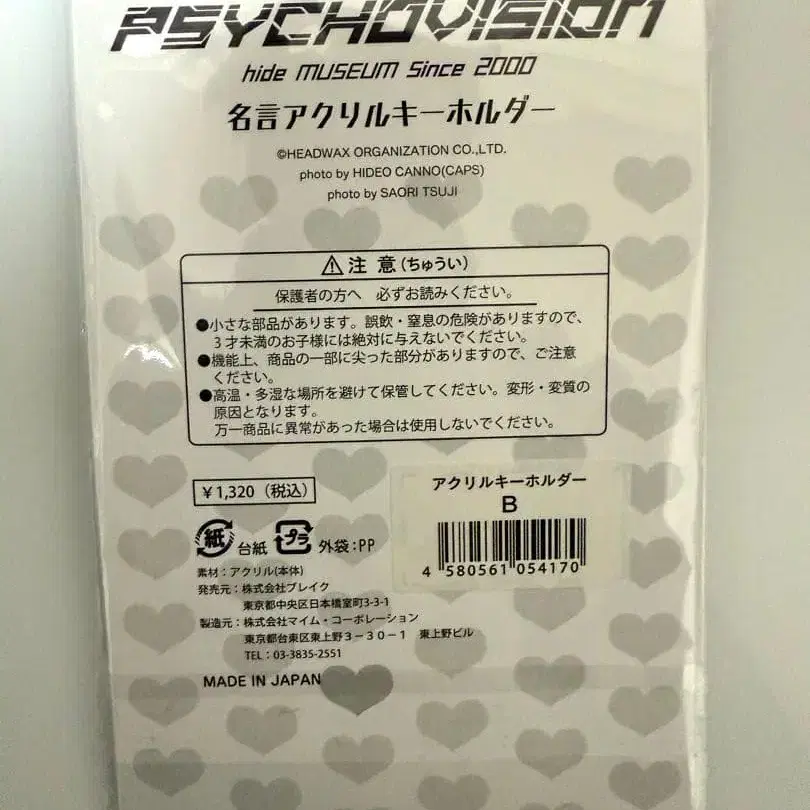 PSYCHOVISION
hide MUSEUM Since 2000
名言アクリルキーホルダー
©HEADWAX ORGANIZATION CO.,LTD.
photo by HIDEO CANNO(CAPS)
photo by SAORI TSUJI
⚠注 意(ちゅうい)
保護者の方へ 必ずお読みください。
●小さな部品があります。誤飲・窒息の危険がありますので、
3才未満のお子様には絶対に与えないでください。
●機能上、商品の一部に尖った部分がありますので、ご注意
ください。
●高温・多湿な場所を避けて保管してください。変形・変質の
原因となります。
万一商品に異常があった場合は使用しないでください。
¥1,320(税込)
アクリルキーホルダー
B
4 580561 054170
紙 台紙 プラ 外袋:PP
素材:アクリル(本体)
発売元:株式会社ブレイク
東京都中央区日本橋室町3-3-1
製造元:株式会社マイム・コーポレーション
東京都台東区東上野3-30-1 東上野ビル
TEL:03-3835-2551
MADE IN JAPAN